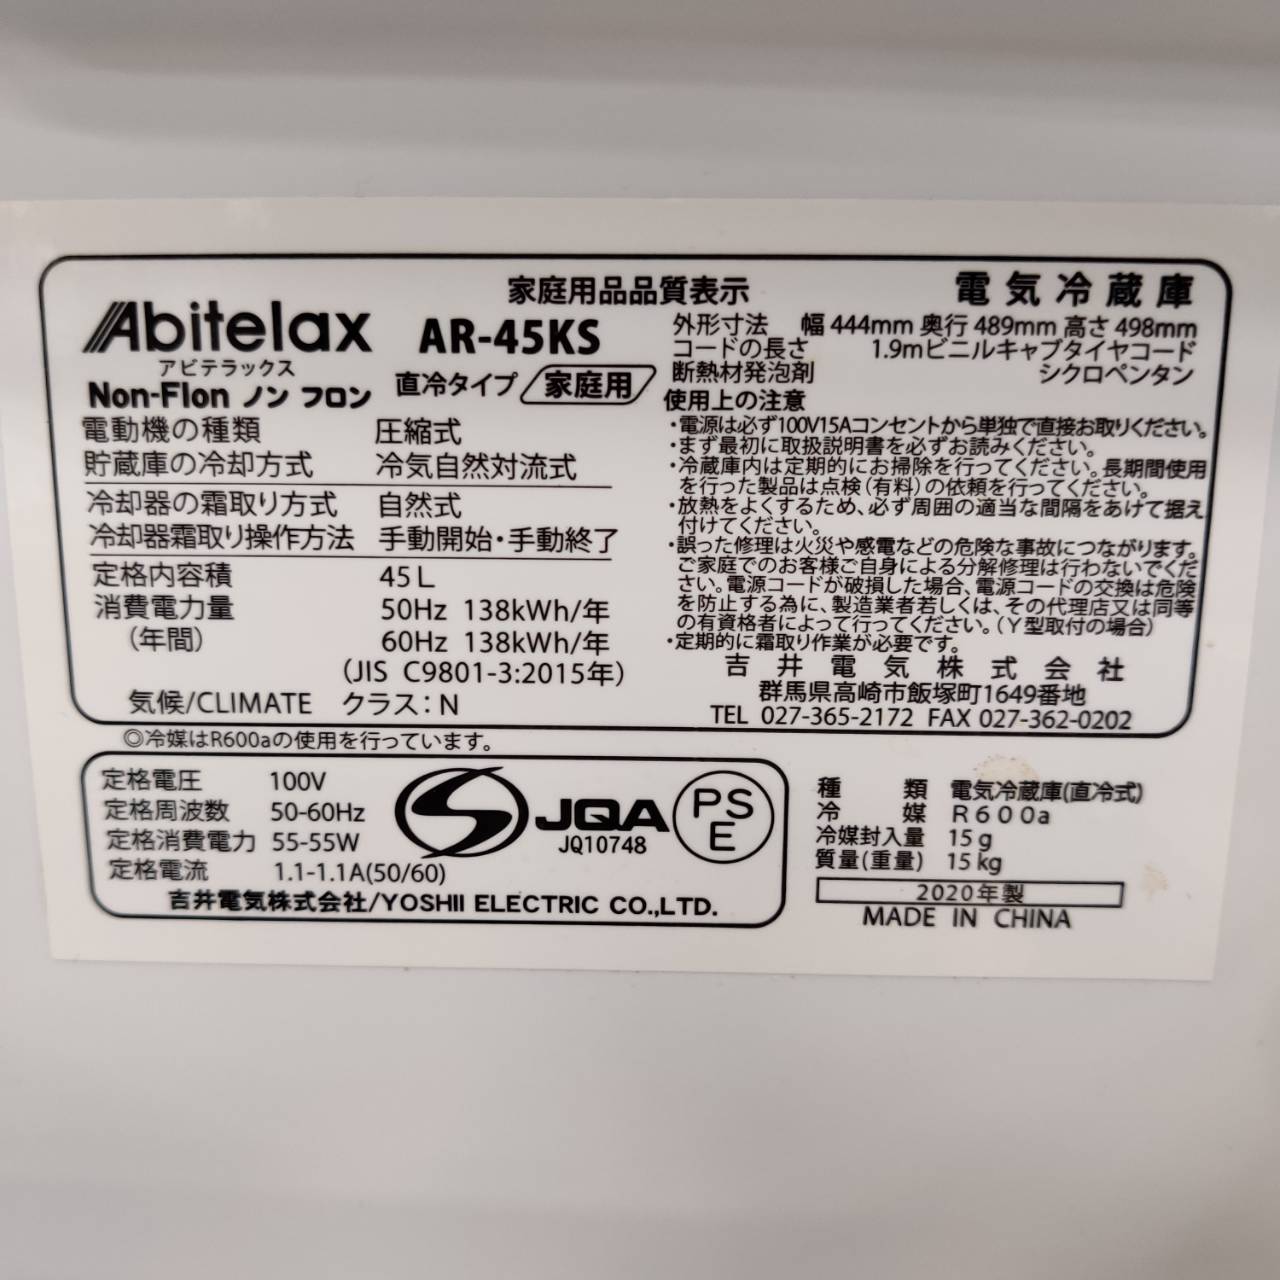 家庭用品品質表示
電気冷蔵庫
Abitelax
アビテラックス
Non-Flon ノンフロン
AR-45KS
直冷タイプ 家庭用
電動機の種類 圧縮式
貯蔵庫の冷却方式 冷気自然対流式
冷却器の霜取り方式 自然式
冷却器霜取り操作方法 手動開始・手動終了
定格内容積 45L
消費電力量 50Hz 138kWh/年
(年間) 60Hz 138kWh/年
(JIS C9801-3:2015年)
気候/CLIMATE クラス:N
外形寸法 幅 444mm 奥行 489mm 高さ 498mm
コードの長さ 1.9mビニルキャブタイヤコード
断熱材発泡剤 シクロペンタン
使用上の注意
・電源は必ず100V15Aコンセントから単独で直接お取りください。
・まず最初に取扱説明書を必ずお読みください。
・冷蔵庫内は定期的にお掃除を行ってください。長期間使用
を行った製品は点検(有料)の依頼を行ってください。
・放熱をよくするため、必ず周囲の適当な間隔をあけて据え
付けてください。
・誤った修理は火災や感電などの危険な事故につながります。
ご家庭でのお客様ご自身による分解修理は行わないでくだ
さい。電源コードが破損した場合、電源コードの交換は危険
を防止する為に、製造業者若しくは、その代理店又は同等
の有資格者によって行ってください。(Y型取付の場合)
・定期的に霜取り作業が必要です。
吉井電気株式会社
群馬県高崎市飯塚町1649番地
TEL 027-365-2172 FAX 027-362-0202
◎冷媒はR600aの使用を行っています。
定格電圧 100V
定格周波数 50-60Hz
定格消費電力 55-55W
定格電流 1.1-1.1A(50/60)
JQA
JQ10748
PS
E
吉井電気株式会社/YOSHII ELECTRIC CO.,LTD.
種類 電気冷蔵庫(直冷式)
冷媒 R600a
冷媒封入量 15g
質量(重量) 15kg
2020年製
MADE IN CHINA